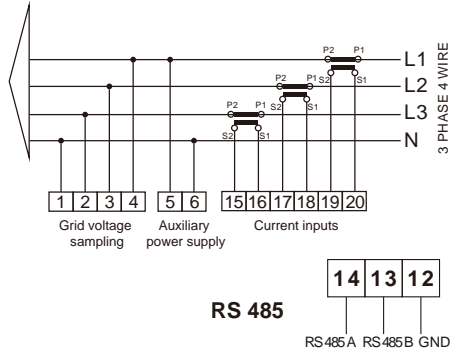 P2 P1
L1
P2 P1 S2 S1
L2
P2 P1 S2 S1
L3
S2 S1
N
3 PHASE 4 WIRE
1 2 3 4 5 6 15 16 17 18 19 20
Grid voltage sampling
Auxiliary power supply
Current inputs
14 13 12
RS 485
RS485A RS485B GND